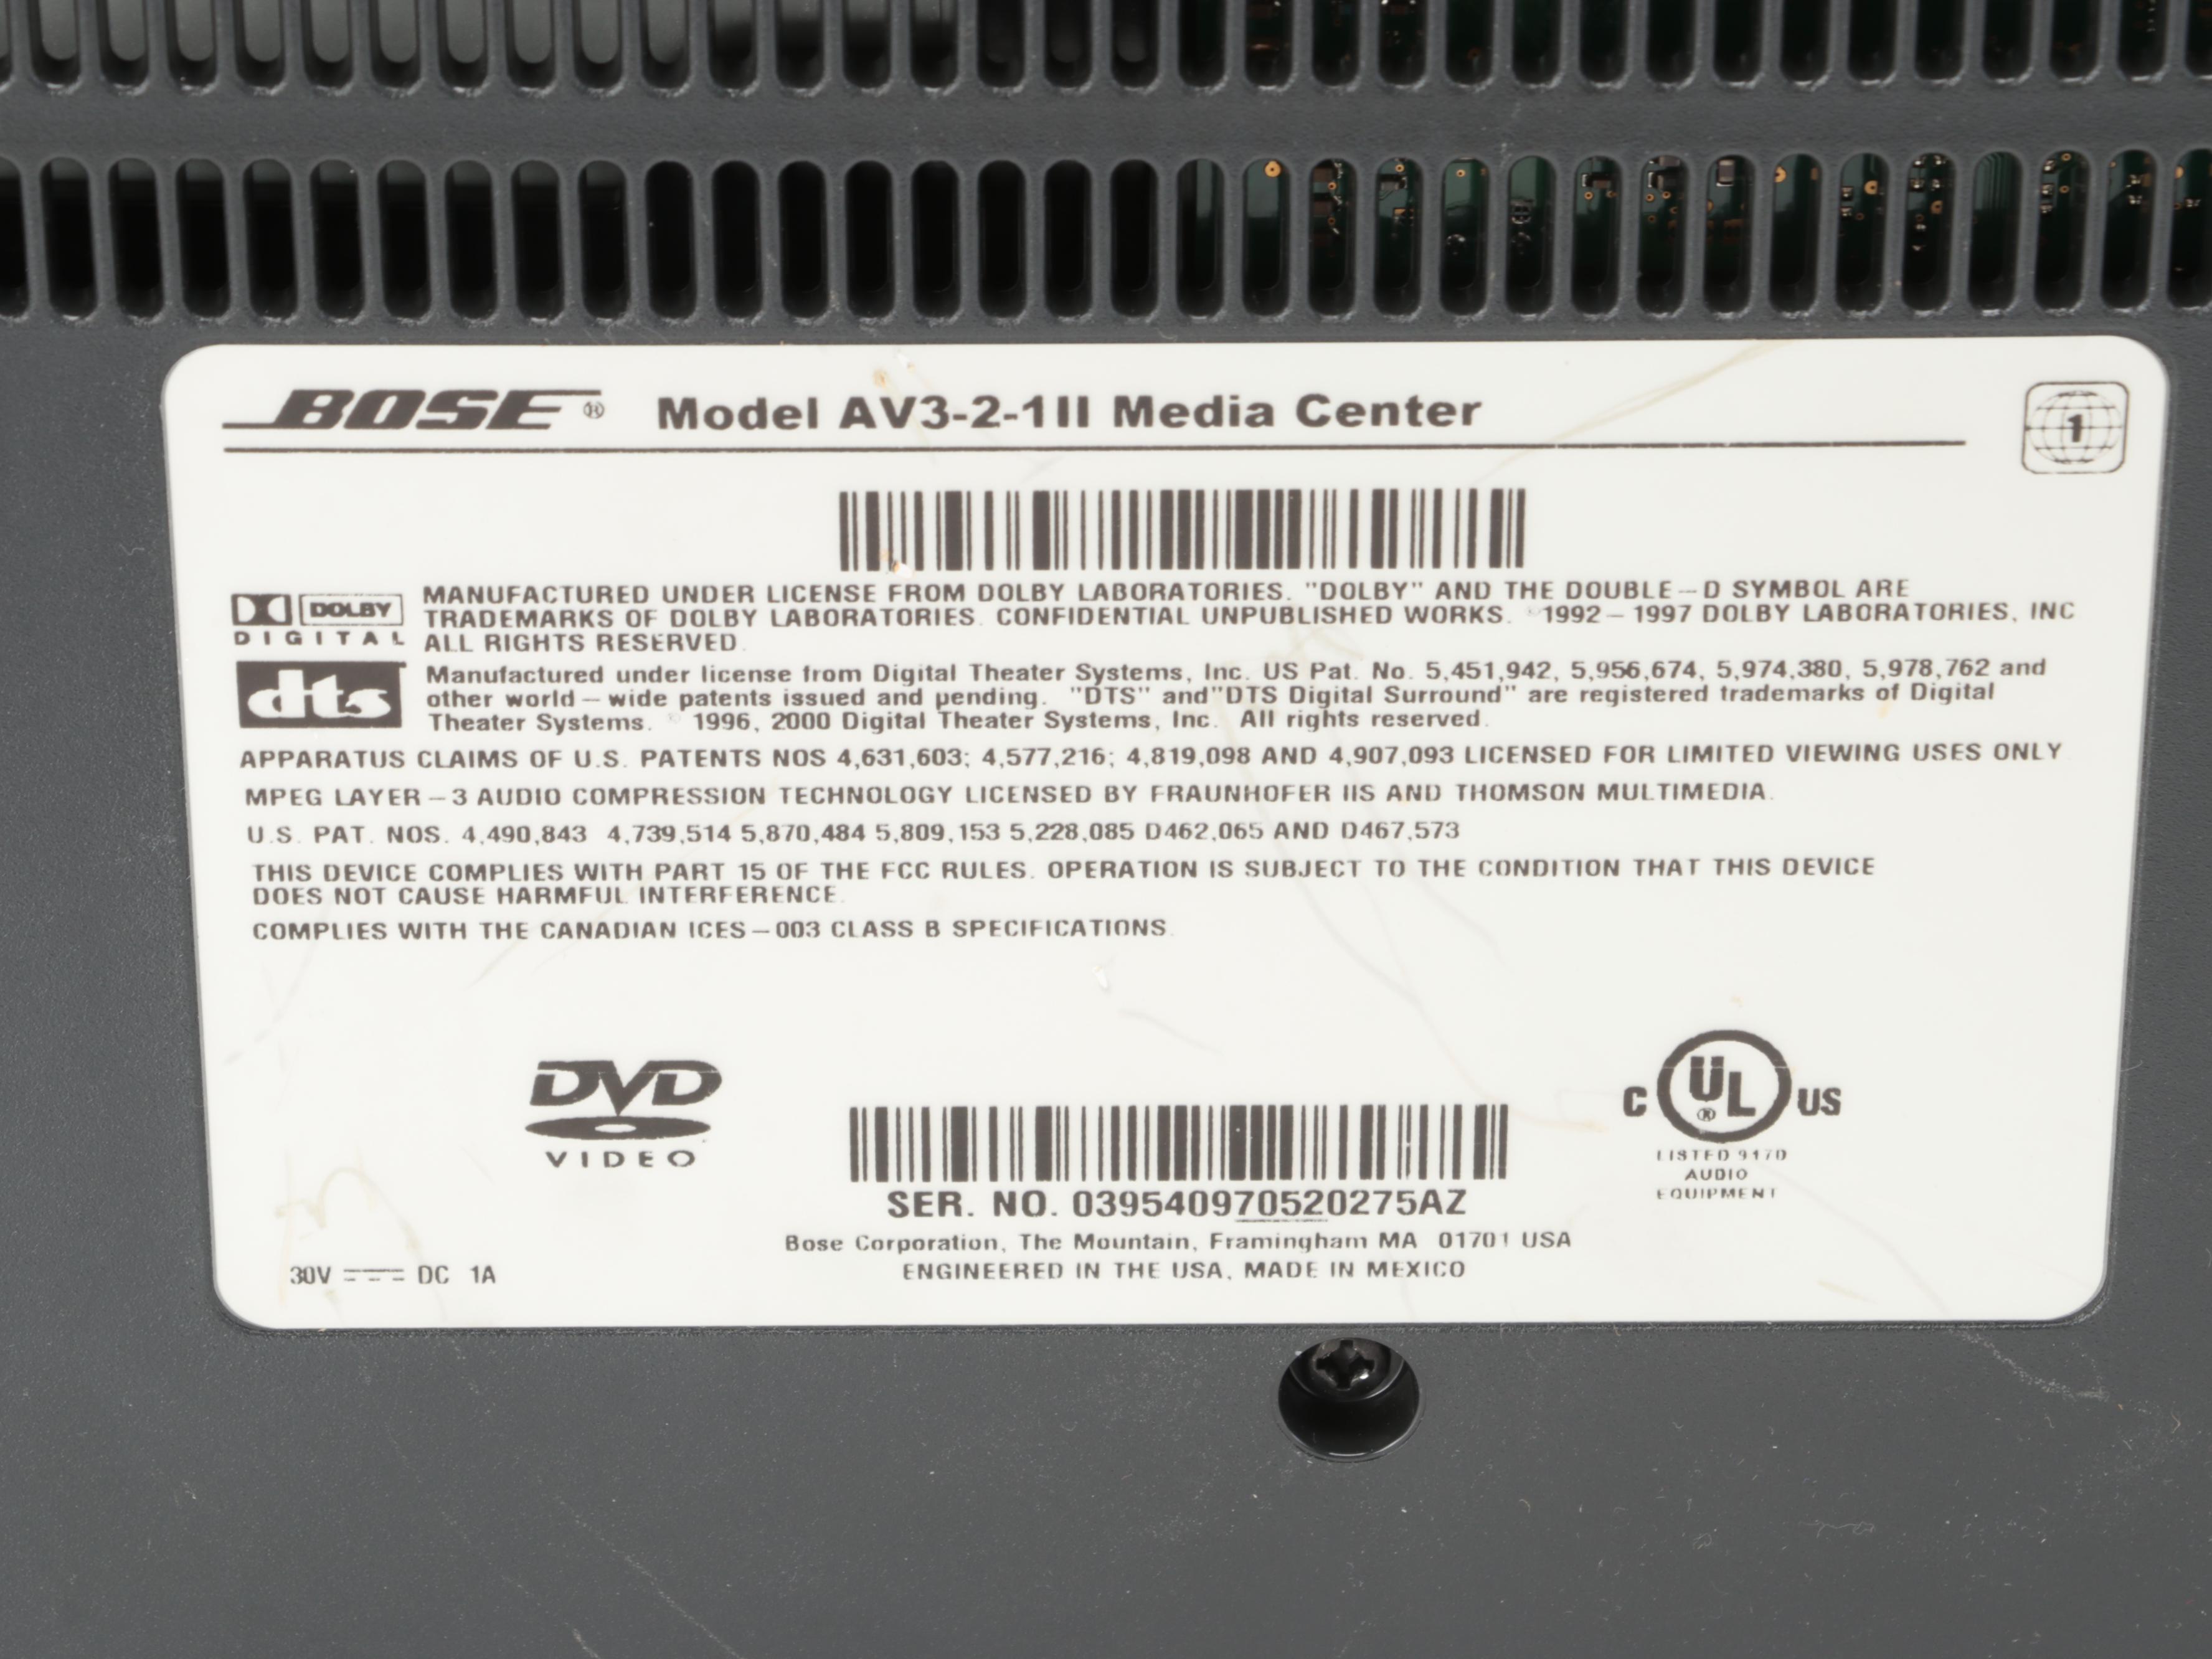 BOSE® Model AV3-2-1II Media Center
1
DOLBY
DIGITAL
MANUFACTURED UNDER LICENSE FROM DOLBY LABORATORIES. "DOLBY" AND THE DOUBLE-D SYMBOL ARE
TRADEMARKS OF DOLBY LABORATORIES. CONFIDENTIAL UNPUBLISHED WORKS. ©1992-1997 DOLBY LABORATORIES, INC
ALL RIGHTS RESERVED.
dts
Manufactured under license from Digital Theater Systems, Inc. US Pat. No. 5,451,942, 5,956,674, 5,974,380, 5,978,762 and
other world-wide patents issued and pending. "DTS" and "DTS Digital Surround" are registered trademarks of Digital
Theater Systems. © 1996, 2000 Digital Theater Systems, Inc. All rights reserved.
APPARATUS CLAIMS OF U.S. PATENTS NOS 4,631,603; 4,577,216; 4,819,098 AND 4,907,093 LICENSED FOR LIMITED VIEWING USES ONLY
MPEG LAYER-3 AUDIO COMPRESSION TECHNOLOGY LICENSED BY FRAUNHOFER IIS AND THOMSON MULTIMEDIA.
U.S. PAT. NOS. 4,490,843 4,739,514 5,870,484 5,809,153 5,228,085 D462,065 AND D467,573
THIS DEVICE COMPLIES WITH PART 15 OF THE FCC RULES. OPERATION IS SUBJECT TO THE CONDITION THAT THIS DEVICE
DOES NOT CAUSE HARMFUL INTERFERENCE.
COMPLIES WITH THE CANADIAN ICES-003 CLASS B SPECIFICATIONS.
DVD
VIDEO
C UL® US
LISTED 917D
AUDIO
EQUIPMENT
SER. NO. 039540970520275AZ
Bose Corporation, The Mountain, Framingham MA 01701 USA
ENGINEERED IN THE USA, MADE IN MEXICO
30V ⎓ DC 1A